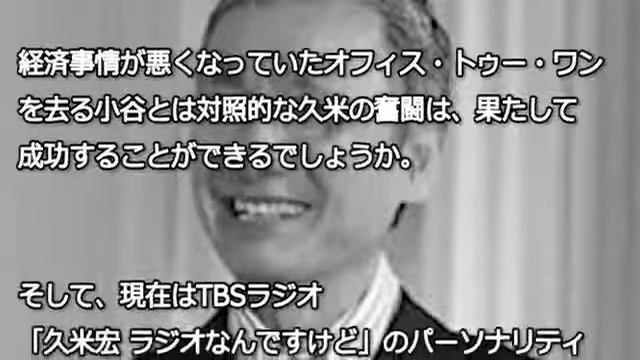 経済事情が悪くなっていたオフィス・トゥー・ワン
を去る小谷とは対照的な久米の奮闘は、果たして
成功することができるでしょうか。
そして、現在はTBSラジオ
「久米宏 ラジオなんですけど」のパーソナリティ